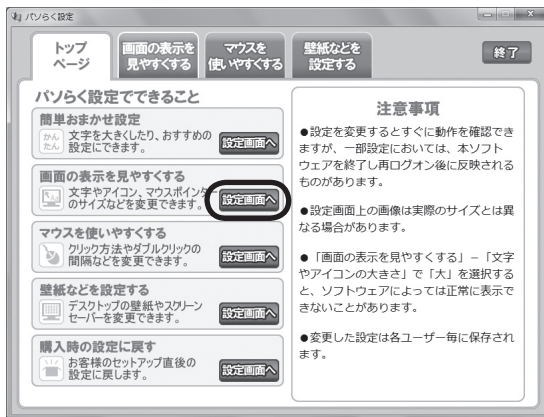 パソらく設定
トップ
ページ
画面の表示を
見やすくする
マウスを
使いやすくする
壁紙などを
設定する
終了
パソらく設定でできること
簡単おまかせ設定
かん
たん
文字を大きくしたり、おすすめの
設定にできます。
設定画面へ
画面の表示を見やすくする
文字やアイコン、マウスポインター
のサイズなどを変更できます。
設定画面へ
マウスを使いやすくする
クリック方法やダブルクリックの
間隔などを変更できます。
設定画面へ
壁紙などを設定する
デスクトップの壁紙やスクリーン
セーバーを変更できます。
設定画面へ
購入時の設定に戻す
お客様のセットアップ直後の
設定に戻します。
設定画面へ
注意事項
●設定を変更するとすぐに動作を確認でき
ますが、一部設定においては、本ソフト
ウェアを終了し再ログオン後に反映される
ものがあります。
●設定画面上の画像は実際のサイズとは異
なる場合があります。
●「画面の表示を見やすくする」－「文字
やアイコンの大きさ」で「大」を選択する
と、ソフトウェアによっては正常に表示で
きないことがあります。
●変更した設定は各ユーザー毎に保存され
ます。